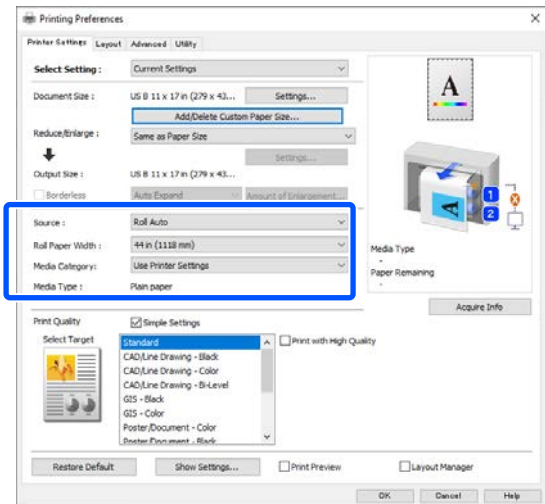 Printing Preferences
Printer Settings Layout Advanced Utility
Select Setting : Current Settings
Document Size : US B 11 x 17 in (279 x 43... Settings...
Add/Delete Custom Paper Size...
Reduce/Enlarge : Same as Paper Size
Settings...
Output Size : US B 11 x 17 in (279 x 43...
Borderless Auto Expand Amount of Enlargement...
Source : Roll Auto
Roll Paper Width : 44 in (1118 mm)
Media Category: Use Printer Settings
Media Type : Plain paper
A
A
1
2
Media Type
-
Paper Remaining
-
Acquire Info
Print Quality Simple Settings
Select Target
Standard
CAD/Line Drawing - Black
CAD/Line Drawing - Color
CAD/Line Drawing - Bi-Level
GIS - Black
GIS - Color
Poster/Document - Color
Poster/Document - Black
Print with High Quality
Restore Default Show Settings... Print Preview Layout Manager
OK Cancel Help